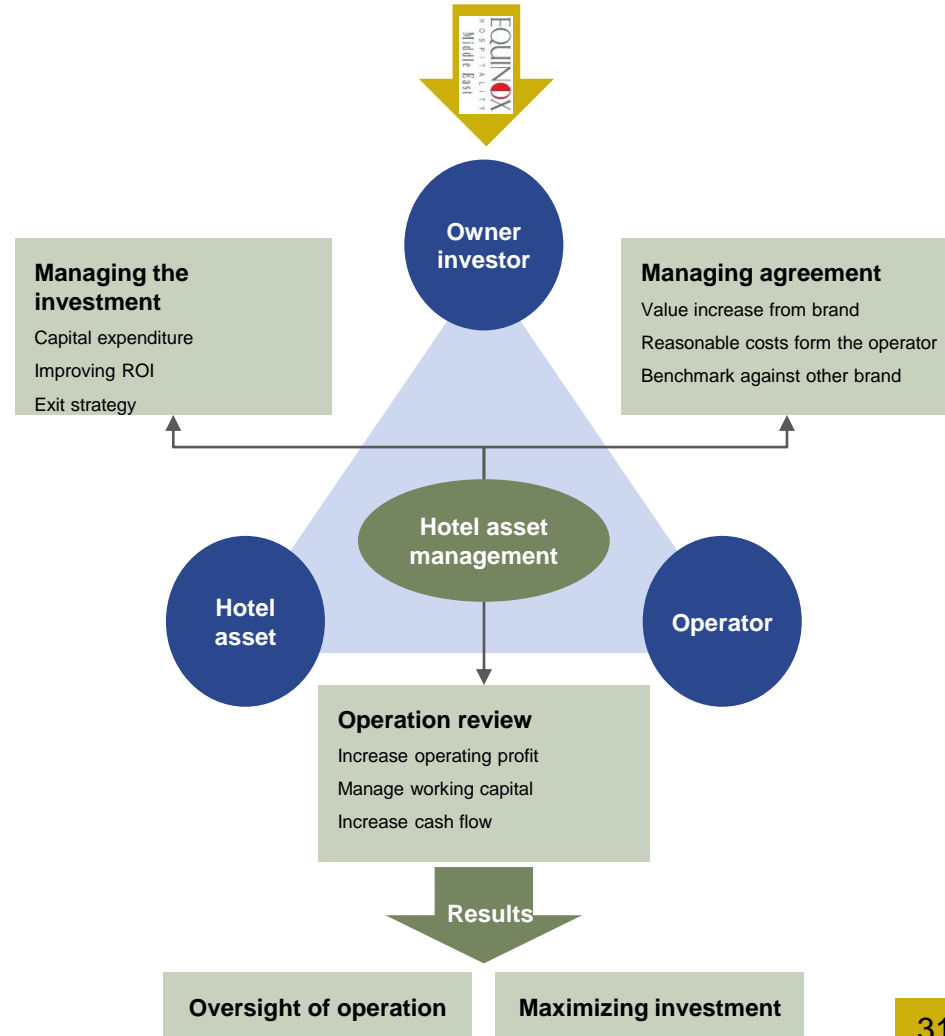 EQUINOX
HOSPITALITY
Middle East
Owner
investor
Managing the
investment
Capital expenditure
Improving ROI
Exit strategy
Managing agreement
Value increase from brand
Reasonable costs form the operator
Benchmark against other brand
Hotel asset
management
Hotel
asset
Operator
Operation review
Increase operating profit
Manage working capital
Increase cash flow
Results
Oversight of operation
Maximizing investment
31